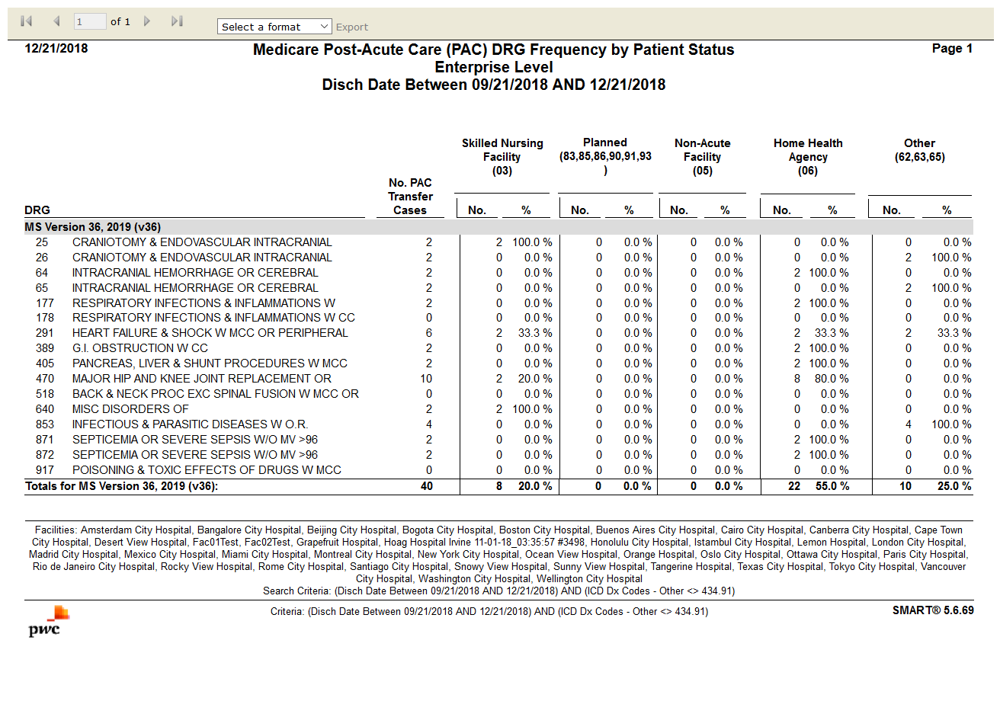 1 of 1 Select a format Export
12/21/2018 Medicare Post-Acute Care (PAC) DRG Frequency by Patient Status Page 1
Enterprise Level
Disch Date Between 09/21/2018 AND 12/21/2018
Skilled Nursing Planned Non-Acute Home Health Other
Facility (83,85,86,90,91,93 Facility Agency (62,63,65)
(03) ) (05) (06)
No. PAC
Transfer
DRG Cases No. % No. % No. % No. % No. %
MS Version 36, 2019 (v36)
25 CRANIOTOMY & ENDOVASCULAR INTRACRANIAL 2 2 100.0 % 0 0.0 % 0 0.0 % 0 0.0 % 0 0.0 %
26 CRANIOTOMY & ENDOVASCULAR INTRACRANIAL 2 0 0.0 % 0 0.0 % 0 0.0 % 0 0.0 % 2 100.0 %
64 INTRACRANIAL HEMORRHAGE OR CEREBRAL 2 0 0.0 % 0 0.0 % 0 0.0 % 2 100.0 % 0 0.0 %
65 INTRACRANIAL HEMORRHAGE OR CEREBRAL 2 0 0.0 % 0 0.0 % 0 0.0 % 0 0.0 % 2 100.0 %
177 RESPIRATORY INFECTIONS & INFLAMMATIONS W 2 0 0.0 % 0 0.0 % 0 0.0 % 2 100.0 % 0 0.0 %
178 RESPIRATORY INFECTIONS & INFLAMMATIONS W CC 0 0 0.0 % 0 0.0 % 0 0.0 % 0 0.0 % 0 0.0 %
291 HEART FAILURE & SHOCK W MCC OR PERIPHERAL 6 2 33.3 % 0 0.0 % 0 0.0 % 2 33.3 % 2 33.3 %
389 G.I. OBSTRUCTION W CC 2 0 0.0 % 0 0.0 % 0 0.0 % 2 100.0 % 0 0.0 %
405 PANCREAS, LIVER & SHUNT PROCEDURES W MCC 2 0 0.0 % 0 0.0 % 0 0.0 % 2 100.0 % 0 0.0 %
470 MAJOR HIP AND KNEE JOINT REPLACEMENT OR 10 2 20.0 % 0 0.0 % 0 0.0 % 8 80.0 % 0 0.0 %
518 BACK & NECK PROC EXC SPINAL FUSION W MCC OR 0 0 0.0 % 0 0.0 % 0 0.0 % 0 0.0 % 0 0.0 %
640 MISC DISORDERS OF 2 2 100.0 % 0 0.0 % 0 0.0 % 0 0.0 % 0 0.0 %
853 INFECTIOUS & PARASITIC DISEASES W O.R. 4 0 0.0 % 0 0.0 % 0 0.0 % 0 0.0 % 4 100.0 %
871 SEPTICEMIA OR SEVERE SEPSIS W/O MV >96 2 0 0.0 % 0 0.0 % 0 0.0 % 2 100.0 % 0 0.0 %
872 SEPTICEMIA OR SEVERE SEPSIS W/O MV >96 2 0 0.0 % 0 0.0 % 0 0.0 % 2 100.0 % 0 0.0 %
917 POISONING & TOXIC EFFECTS OF DRUGS W MCC 0 0 0.0 % 0 0.0 % 0 0.0 % 0 0.0 % 0 0.0 %
Totals for MS Version 36, 2019 (v36): 40 8 20.0 % 0 0.0 % 0 0.0 % 22 55.0 % 10 25.0 %
Facilities: Amsterdam City Hospital, Bangalore City Hospital, Beijing City Hospital, Bogota City Hospital, Boston City Hospital, Buenos Aires City Hospital, Cairo City Hospital, Canberra City Hospital, Cape Town
City Hospital, Desert View Hospital, Fac01Test, Fac02Test, Grapefruit Hospital, Hoag Hospital Irvine 11-01-18_03:35:57 #3498, Honolulu City Hospital, Istambul City Hospital, Lemon Hospital, London City Hospital,
Madrid City Hospital, Mexico City Hospital, Miami City Hospital, Montreal City Hospital, New York City Hospital, Ocean View Hospital, Orange Hospital, Oslo City Hospital, Ottawa City Hospital, Paris City Hospital,
Rio de Janeiro City Hospital, Rocky View Hospital, Rome City Hospital, Santiago City Hospital, Snowy View Hospital, Sunny View Hospital, Tangerine Hospital, Texas City Hospital, Tokyo City Hospital, Vancouver
City Hospital, Washington City Hospital, Wellington City Hospital
Search Criteria: (Disch Date Between 09/21/2018 AND 12/21/2018) AND (ICD Dx Codes - Other <> 434.91)
Criteria: (Disch Date Between 09/21/2018 AND 12/21/2018) AND (ICD Dx Codes - Other <> 434.91) SMART® 5.6.69
pwc